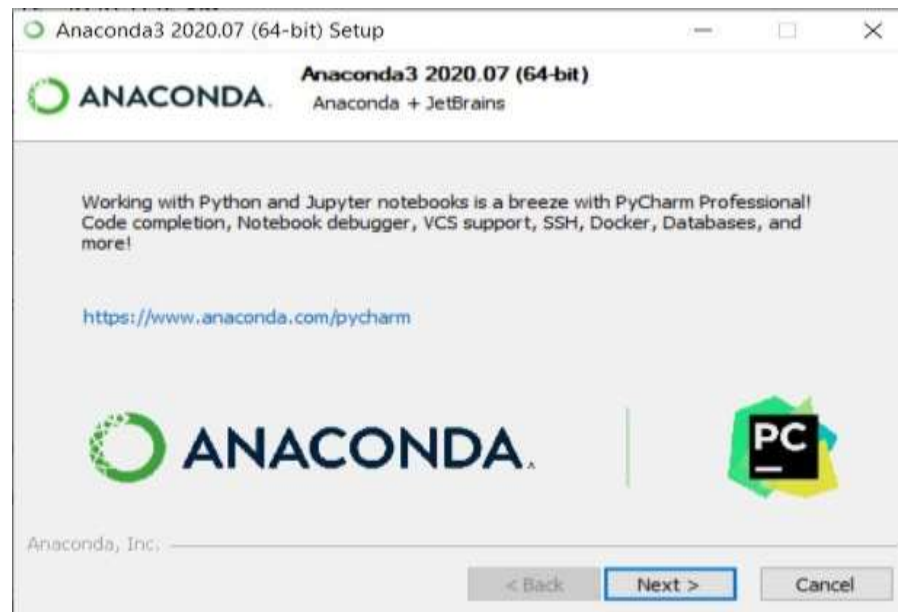 Anaconda3 2020.07 (64-bit) Setup
ANACONDA.
Anaconda3 2020.07 (64-bit)
Anaconda + JetBrains
Working with Python and Jupyter notebooks is a breeze with PyCharm Professional!
Code completion, Notebook debugger, VCS support, SSH, Docker, Databases, and
more!
https://www.anaconda.com/pycharm
ANACONDA.
PC
Anaconda, Inc.
< Back Next > Cancel